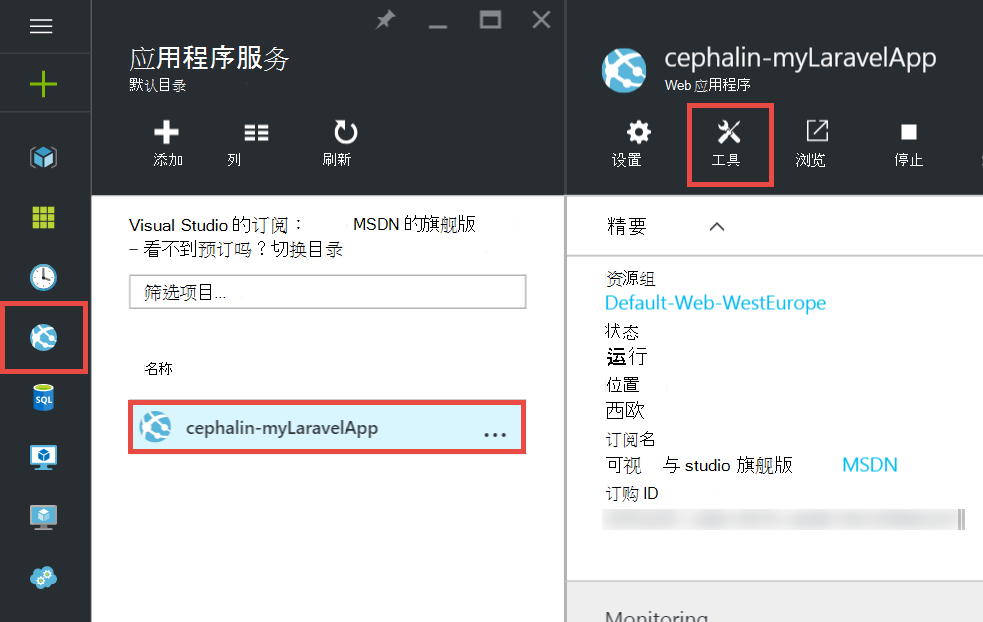 应用程序服务
默认目录
添加
列
刷新
Visual Studio 的订阅： MSDN 的旗舰版
– 看不到预订吗？切换目录
筛选项目...
名称
cephalin-myLaravelApp
...
SQL
cephalin-myLaravelApp
Web 应用程序
设置
工具
浏览
停止
精要
资源组
Default-Web-WestEurope
状态
运行
位置
西欧
订阅名
可视 与 studio 旗舰版 MSDN
订购 ID
Monitoring